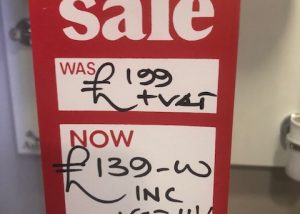 sale
WAS £199
+VAT
NOW
£139-
INC